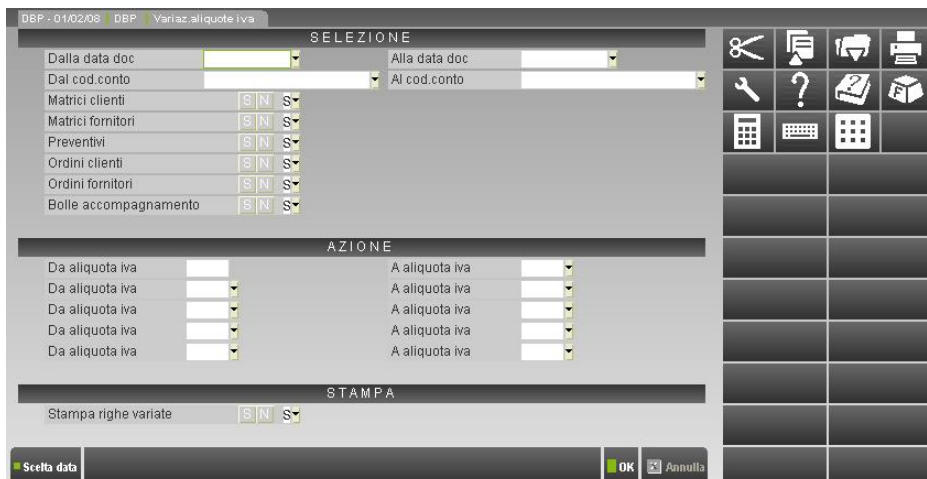 DBP - 01/02/08 DBP Variaz.aliquote iva
SELEZIONE
Dalla data doc Alla data doc
Dal cod.conto Al cod.conto
Matrici clienti S N S
Matrici fornitori S N S
Preventivi S N S
Ordini clienti S N S
Ordini fornitori S N S
Bolle accompagnamento S N S
AZIONE
Da aliquota iva A aliquota iva
Da aliquota iva A aliquota iva
Da aliquota iva A aliquota iva
Da aliquota iva A aliquota iva
Da aliquota iva A aliquota iva
STAMPA
Stampa righe variate S N S
Scelta data OK Annulla
? ? F